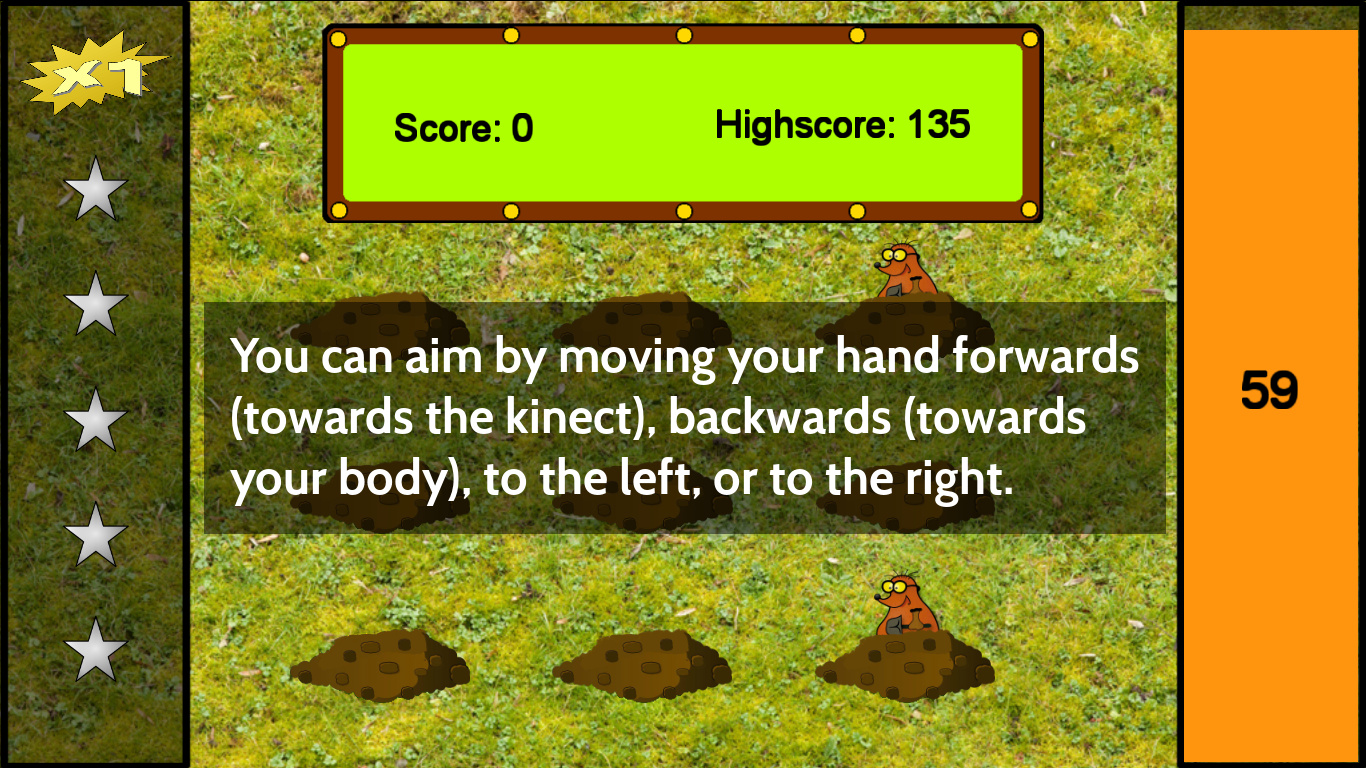 x1
Score: 0
Highscore: 135
You can aim by moving your hand forwards
(towards the kinect), backwards (towards
your body), to the left, or to the right.
59